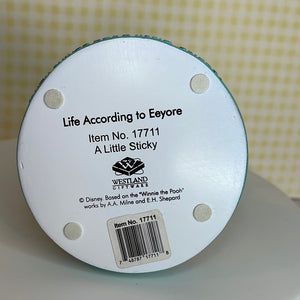 Life According to Eeyore
Item No. 17711
A Little Sticky
WESTLAND
GIFTWARE
© Disney. Based on the "Winnie the Pooh"
works by A.A. Milne and E.H. Shepard
Item No. 17711